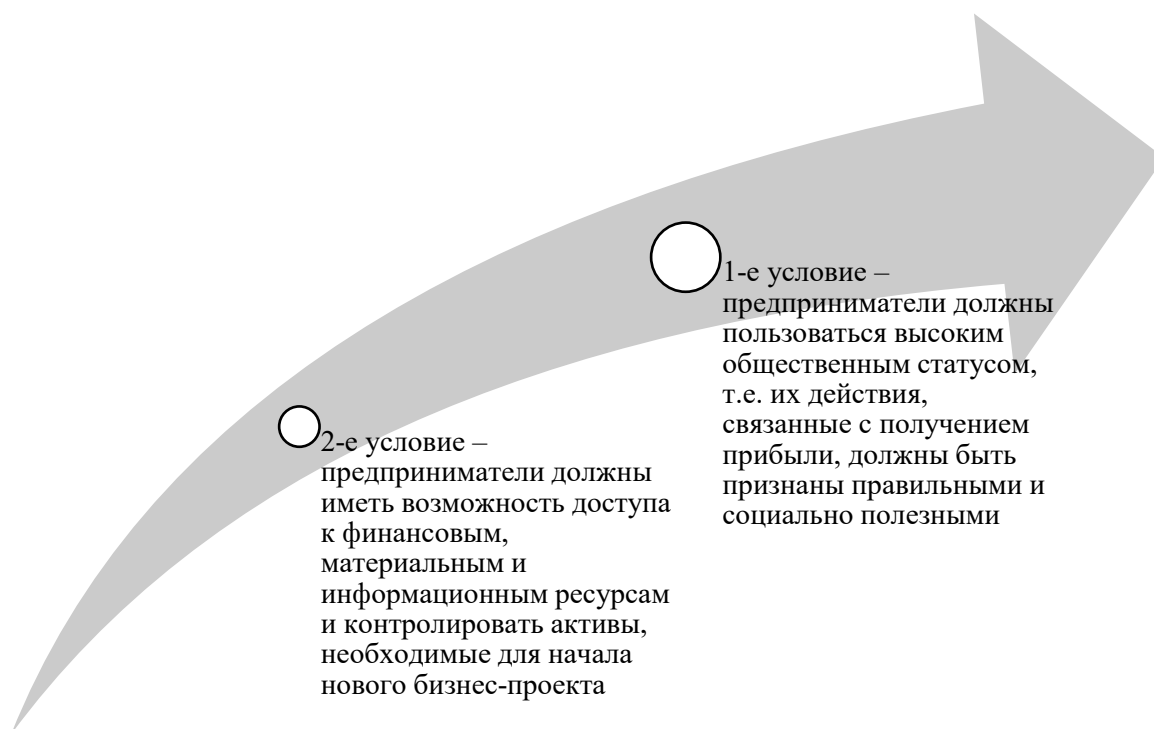 1-е условие –
предприниматели должны
пользоваться высоким
общественным статусом,
т.е. их действия,
связанные с получением
прибыли, должны быть
признаны правильными и
социально полезными
2-е условие –
предприниматели должны
иметь возможность доступа
к финансовым,
материальным и
информационным ресурсам
и контролировать активы,
необходимые для начала
нового бизнес-проекта